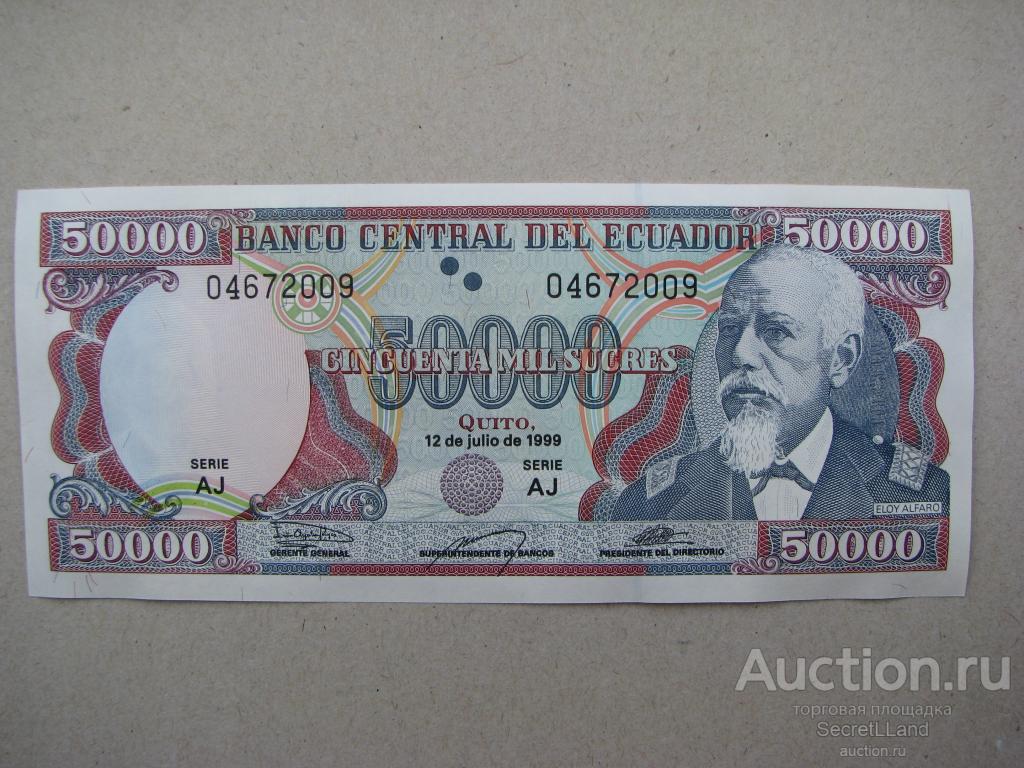 50000 BANCO CENTRAL DEL ECUADOR 50000
04672009 04672009
50000
CINCUENTA MIL SUCRES
QUITO,
12 de julio de 1999
SERIE SERIE
AJ AJ
ELOY ALFARO
50000 GERENTE GENERAL SUPERINTENDENTE DE BANCOS PRESIDENTE DEL DIRECTORIO 50000
Auction.ru
торговая площадка
SecretLLand
auction.ru